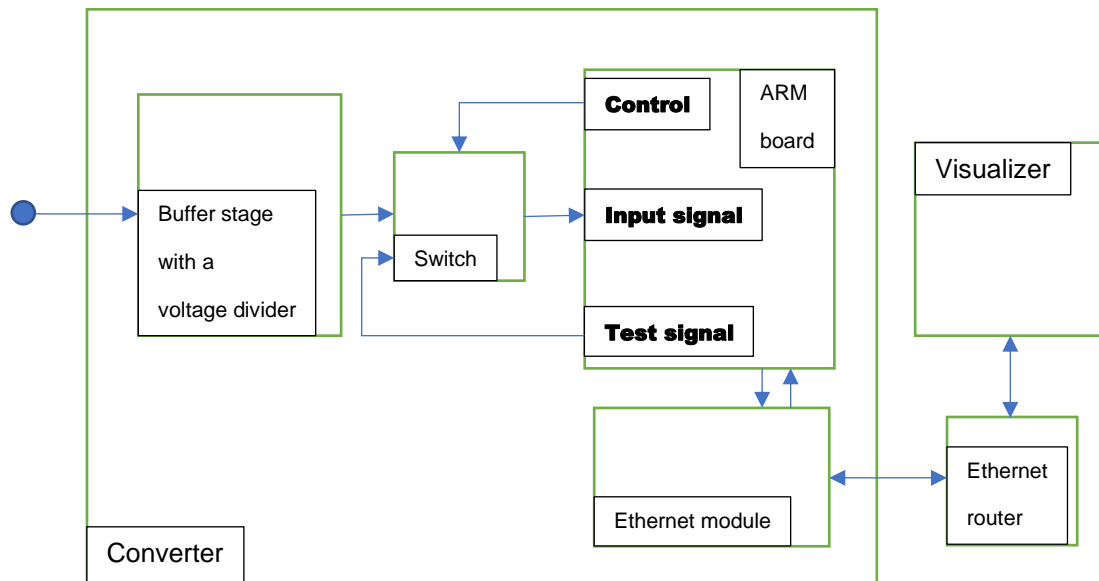 Control
ARM
board
Visualizer
Buffer stage
with a
voltage divider
Input signal
Switch
Test signal
Ethernet module
Ethernet
router
Converter